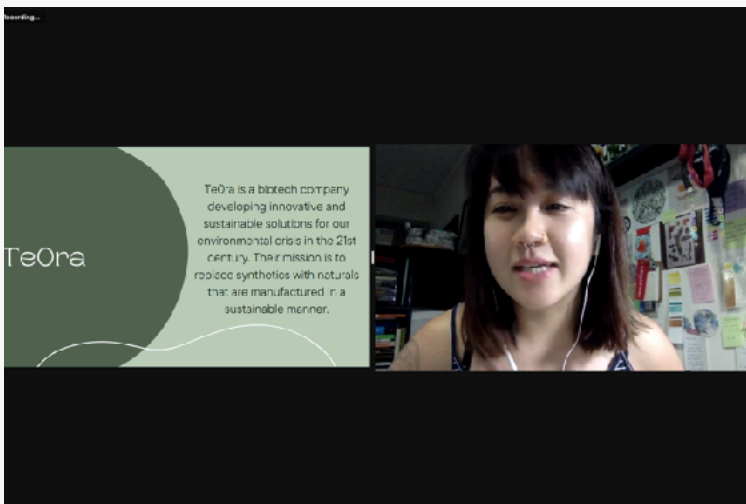 Recording...
TeOra
TeOra is a biotech company
developing innovative and
sustainable solutions for our
environmental crisis in the 21st
century. Their mission is to
replace synthetics with naturals
that are manufactured in a
sustainable manner.